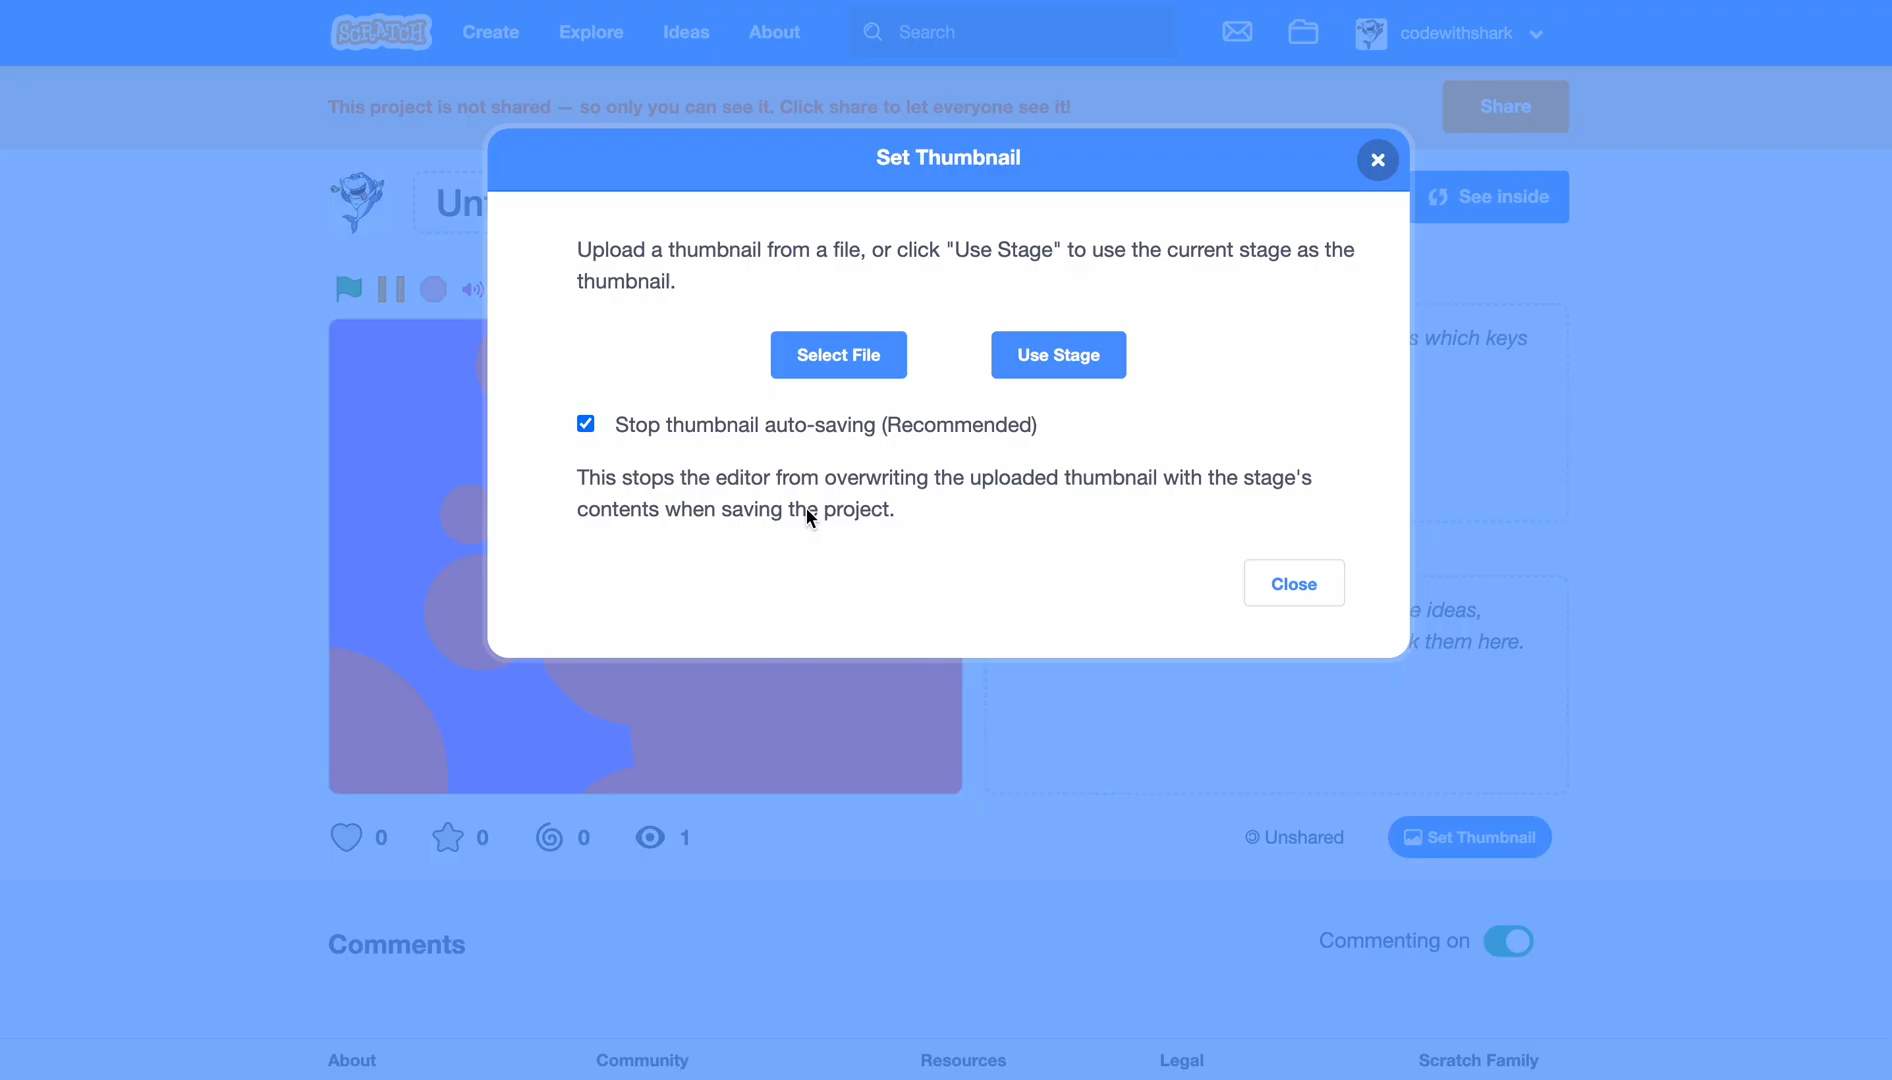 SCRATCH
Create
Explore
Ideas
About
Search
codewithshark
This project is not shared — so only you can see it. Click share to let everyone see it!
Share
Set Thumbnail
See inside
Upload a thumbnail from a file, or click "Use Stage" to use the current stage as the
thumbnail.
s which keys
Select File
Use Stage
Stop thumbnail auto-saving (Recommended)
This stops the editor from overwriting the uploaded thumbnail with the stage's
contents when saving the project.
Close
e ideas,
k them here.
0
0
0
1
Unshared
Set Thumbnail
Comments
Commenting on
About
Community
Resources
Legal
Scratch Family